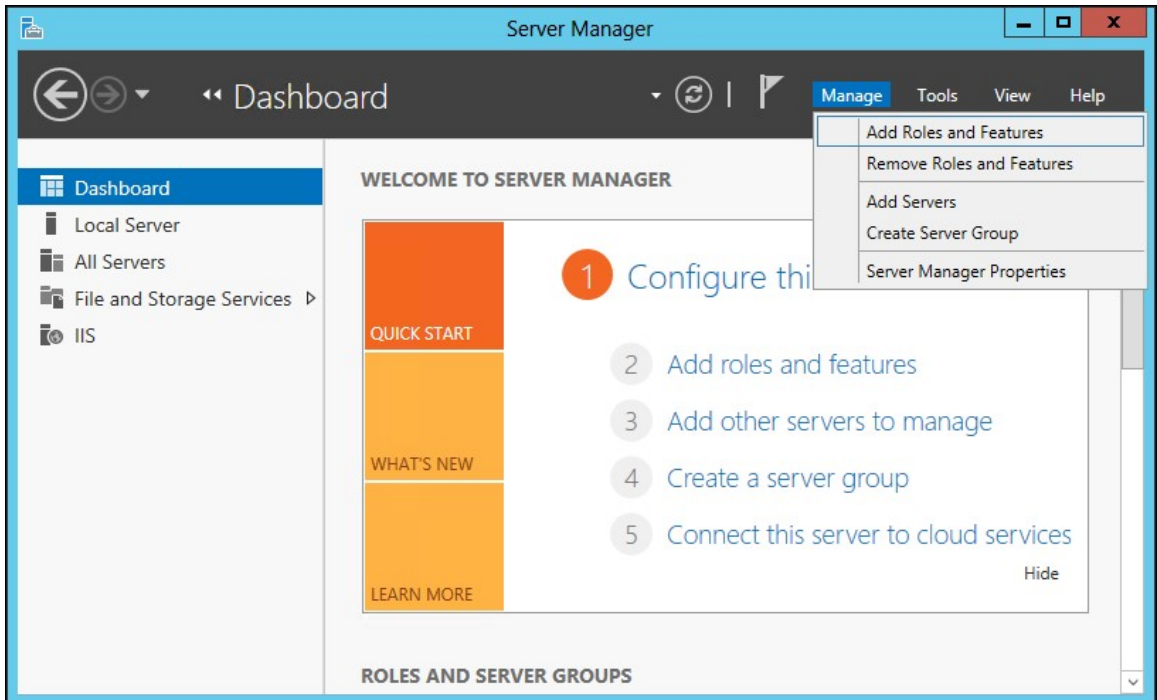 Server Manager
Dashboard
Manage Tools View Help
Add Roles and Features
Remove Roles and Features
Add Servers
Create Server Group
Server Manager Properties
Dashboard
Local Server
All Servers
File and Storage Services
IIS
WELCOME TO SERVER MANAGER
QUICK START
WHAT'S NEW
LEARN MORE
1 Configure thi
2 Add roles and features
3 Add other servers to manage
4 Create a server group
5 Connect this server to cloud services
Hide
ROLES AND SERVER GROUPS